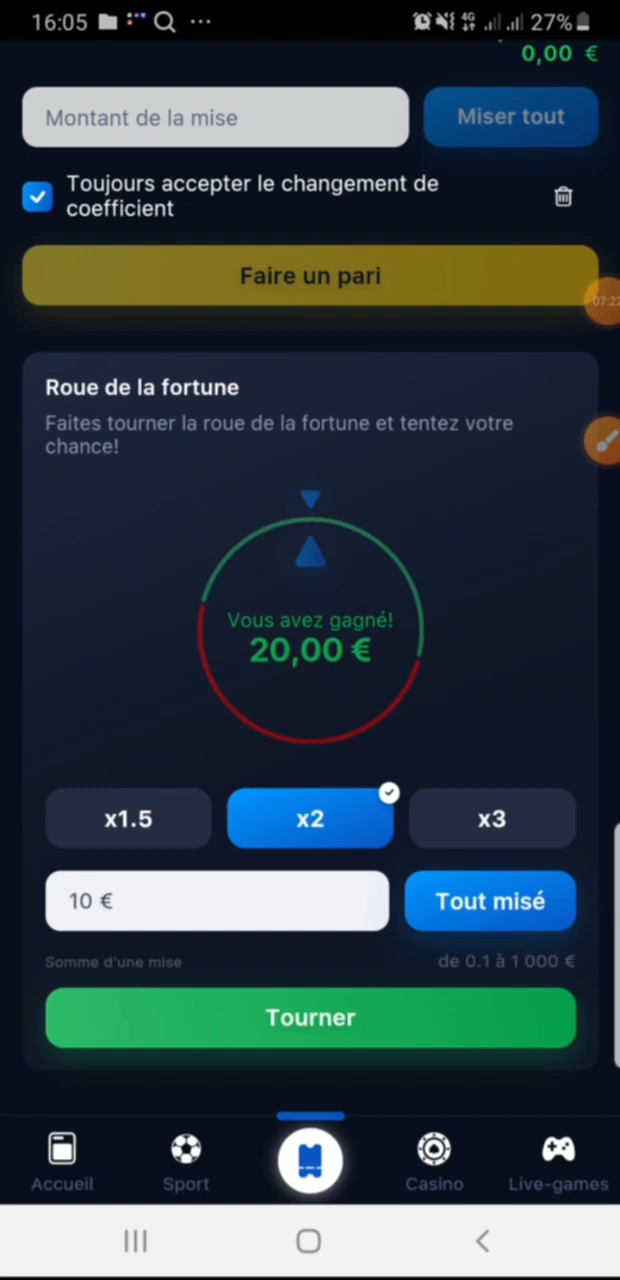 16:05
4G
27%
0,00 €
Montant de la mise
Miser tout
Toujours accepter le changement de
coefficient
Faire un pari
07:22
Roue de la fortune
Faites tourner la roue de la fortune et tentez votre
chance!
Vous avez gagné!
20,00 €
x1.5
x2
x3
10 €
Tout misé
Somme d'une mise
de 0.1 à 1 000 €
Tourner
Accueil
Sport
Casino
Live-games